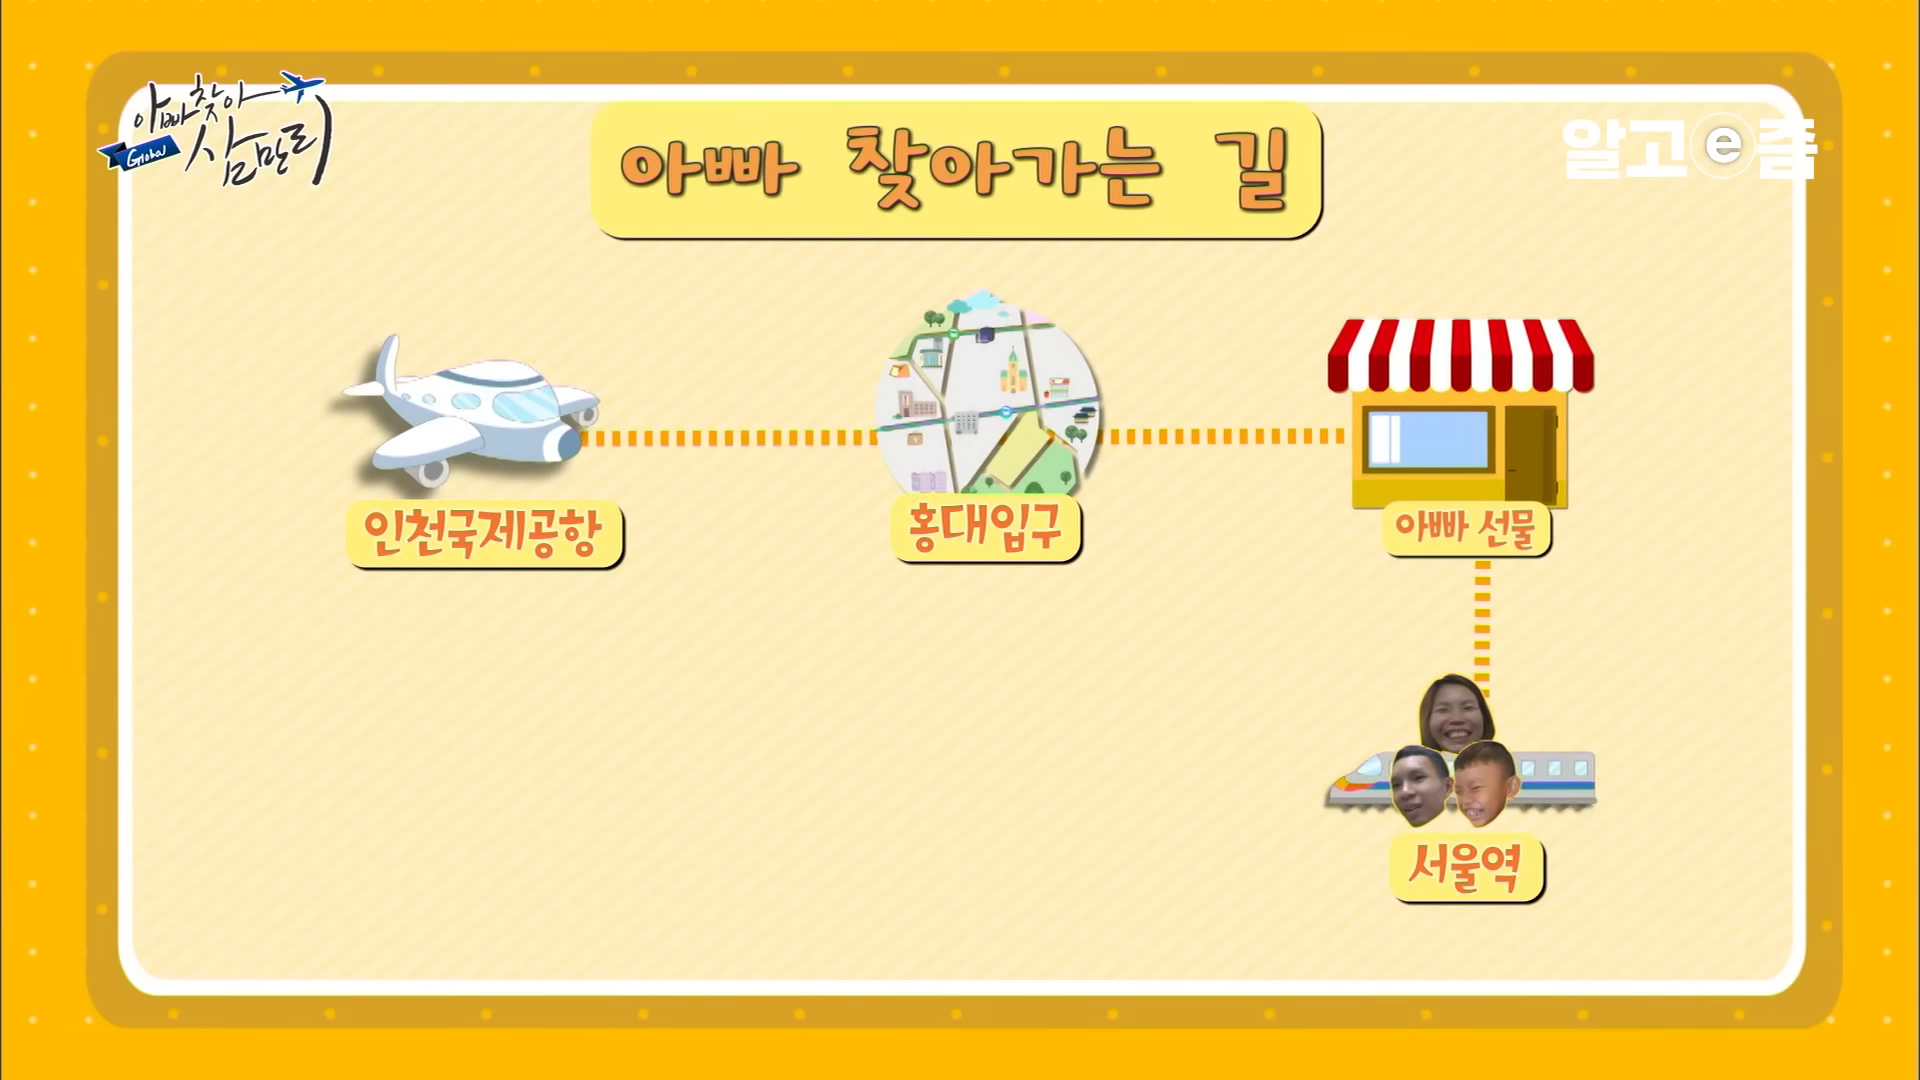 아빠찾아
Global 삼만리
알고e즘
아빠 찾아가는 길
인천국제공항
홍대입구
아빠 선물
서울역